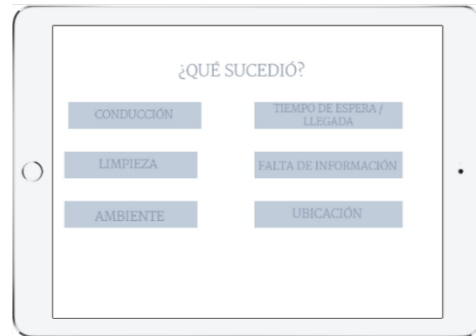 ¿QUÉ SUCEDIÓ?
CONDUCCIÓN
TIEMPO DE ESPERA /
LLEGADA
LIMPIEZA
FALTA DE INFORMACIÓN
AMBIENTE
UBICACIÓN